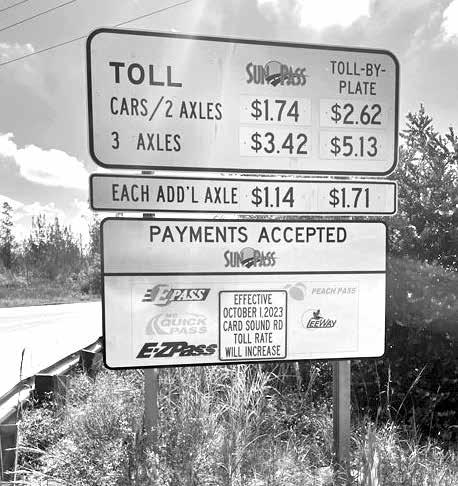 TOLL SUNPASS TOLL-BY-PLATE
CARS/2 AXLES $1.74 $2.62
3 AXLES $3.42 $5.13
EACH ADD'L AXLE $1.14 $1.71
PAYMENTS ACCEPTED
SUNPASS
E PASS
NC QUICK PASS
E-ZPass
EFFECTIVE
OCTOBER 1,2023
CARD SOUND RD
TOLL RATE
WILL INCREASE
PEACH PASS
LEEWAY